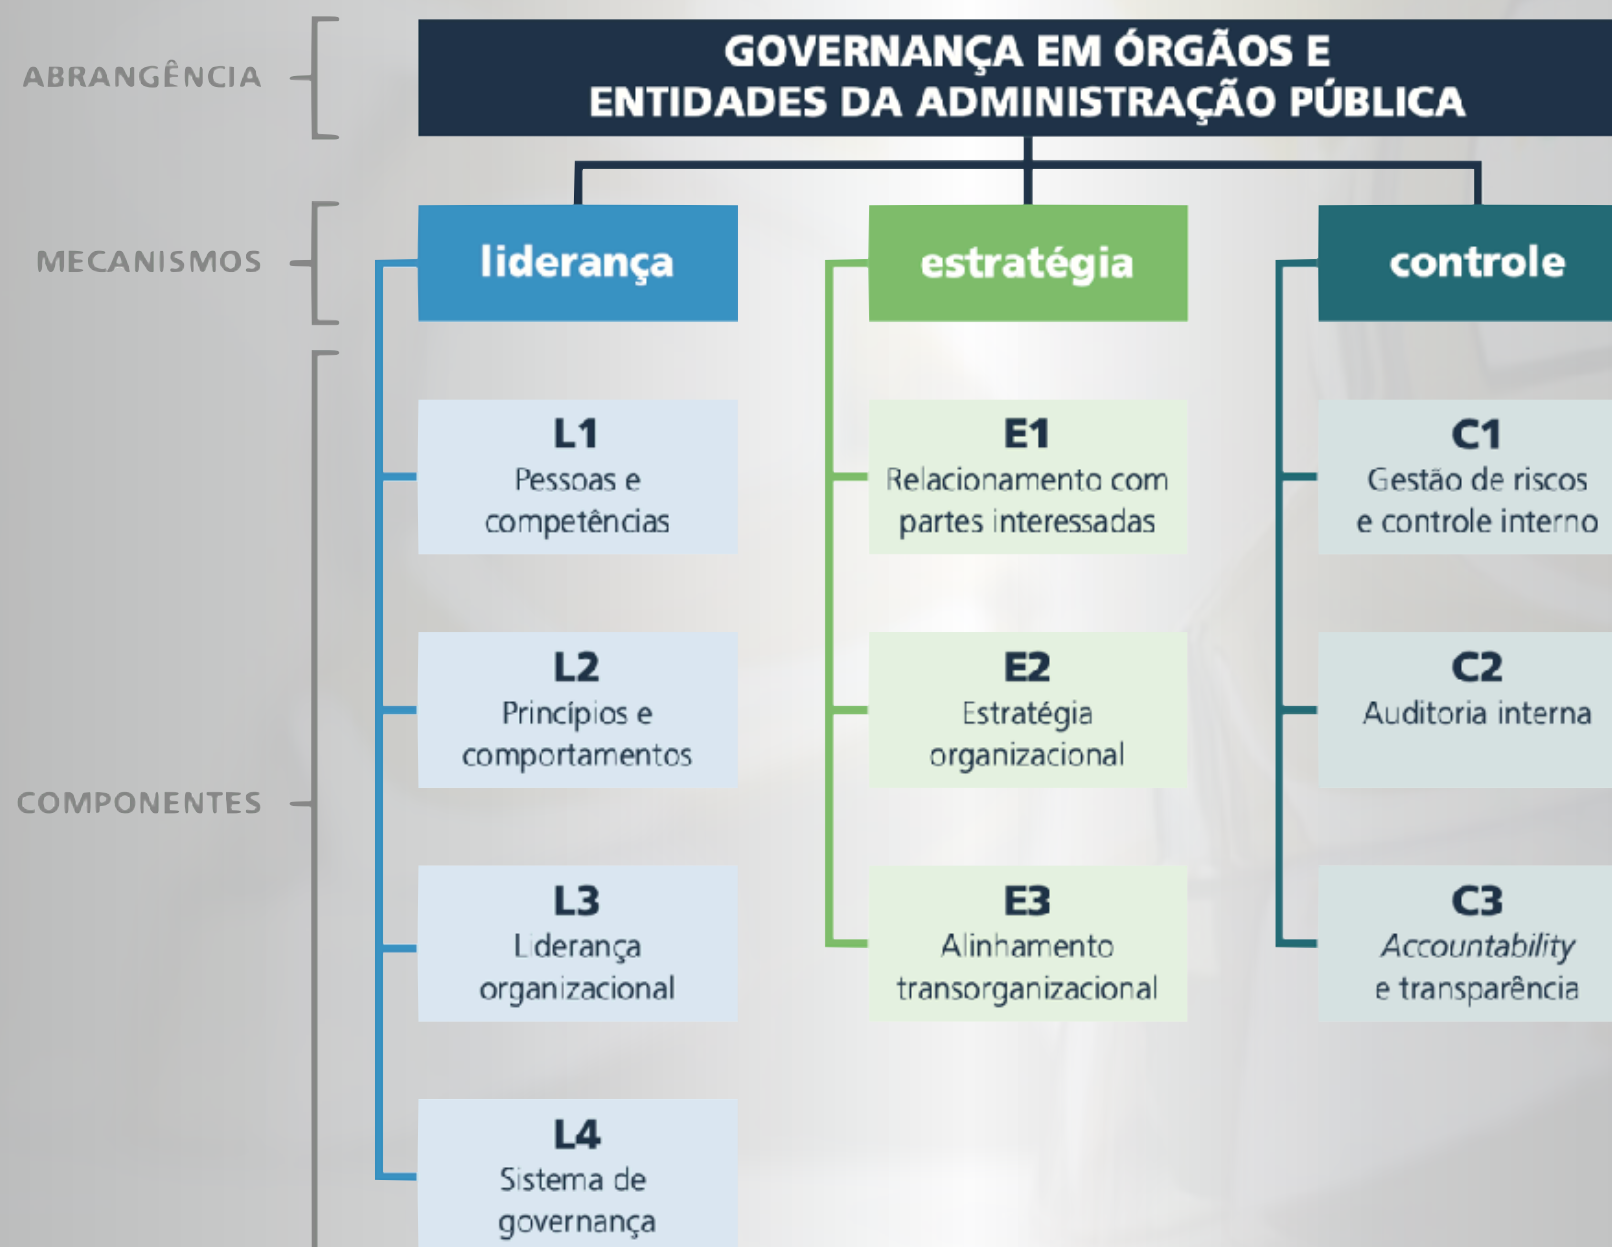 ABRANGÊNCIA
GOVERNANÇA EM ÓRGÃOS E
ENTIDADES DA ADMINISTRAÇÃO PÚBLICA
MECANISMOS
liderança
estratégia
controle
COMPONENTES
L1
Pessoas e
competências
L2
Princípios e
comportamentos
L3
Liderança
organizacional
L4
Sistema de
governança
E1
Relacionamento com
partes interessadas
E2
Estratégia
organizacional
E3
Alinhamento
transorganizacional
C1
Gestão de riscos
e controle interno
C2
Auditoria interna
C3
Accountability
e transparência